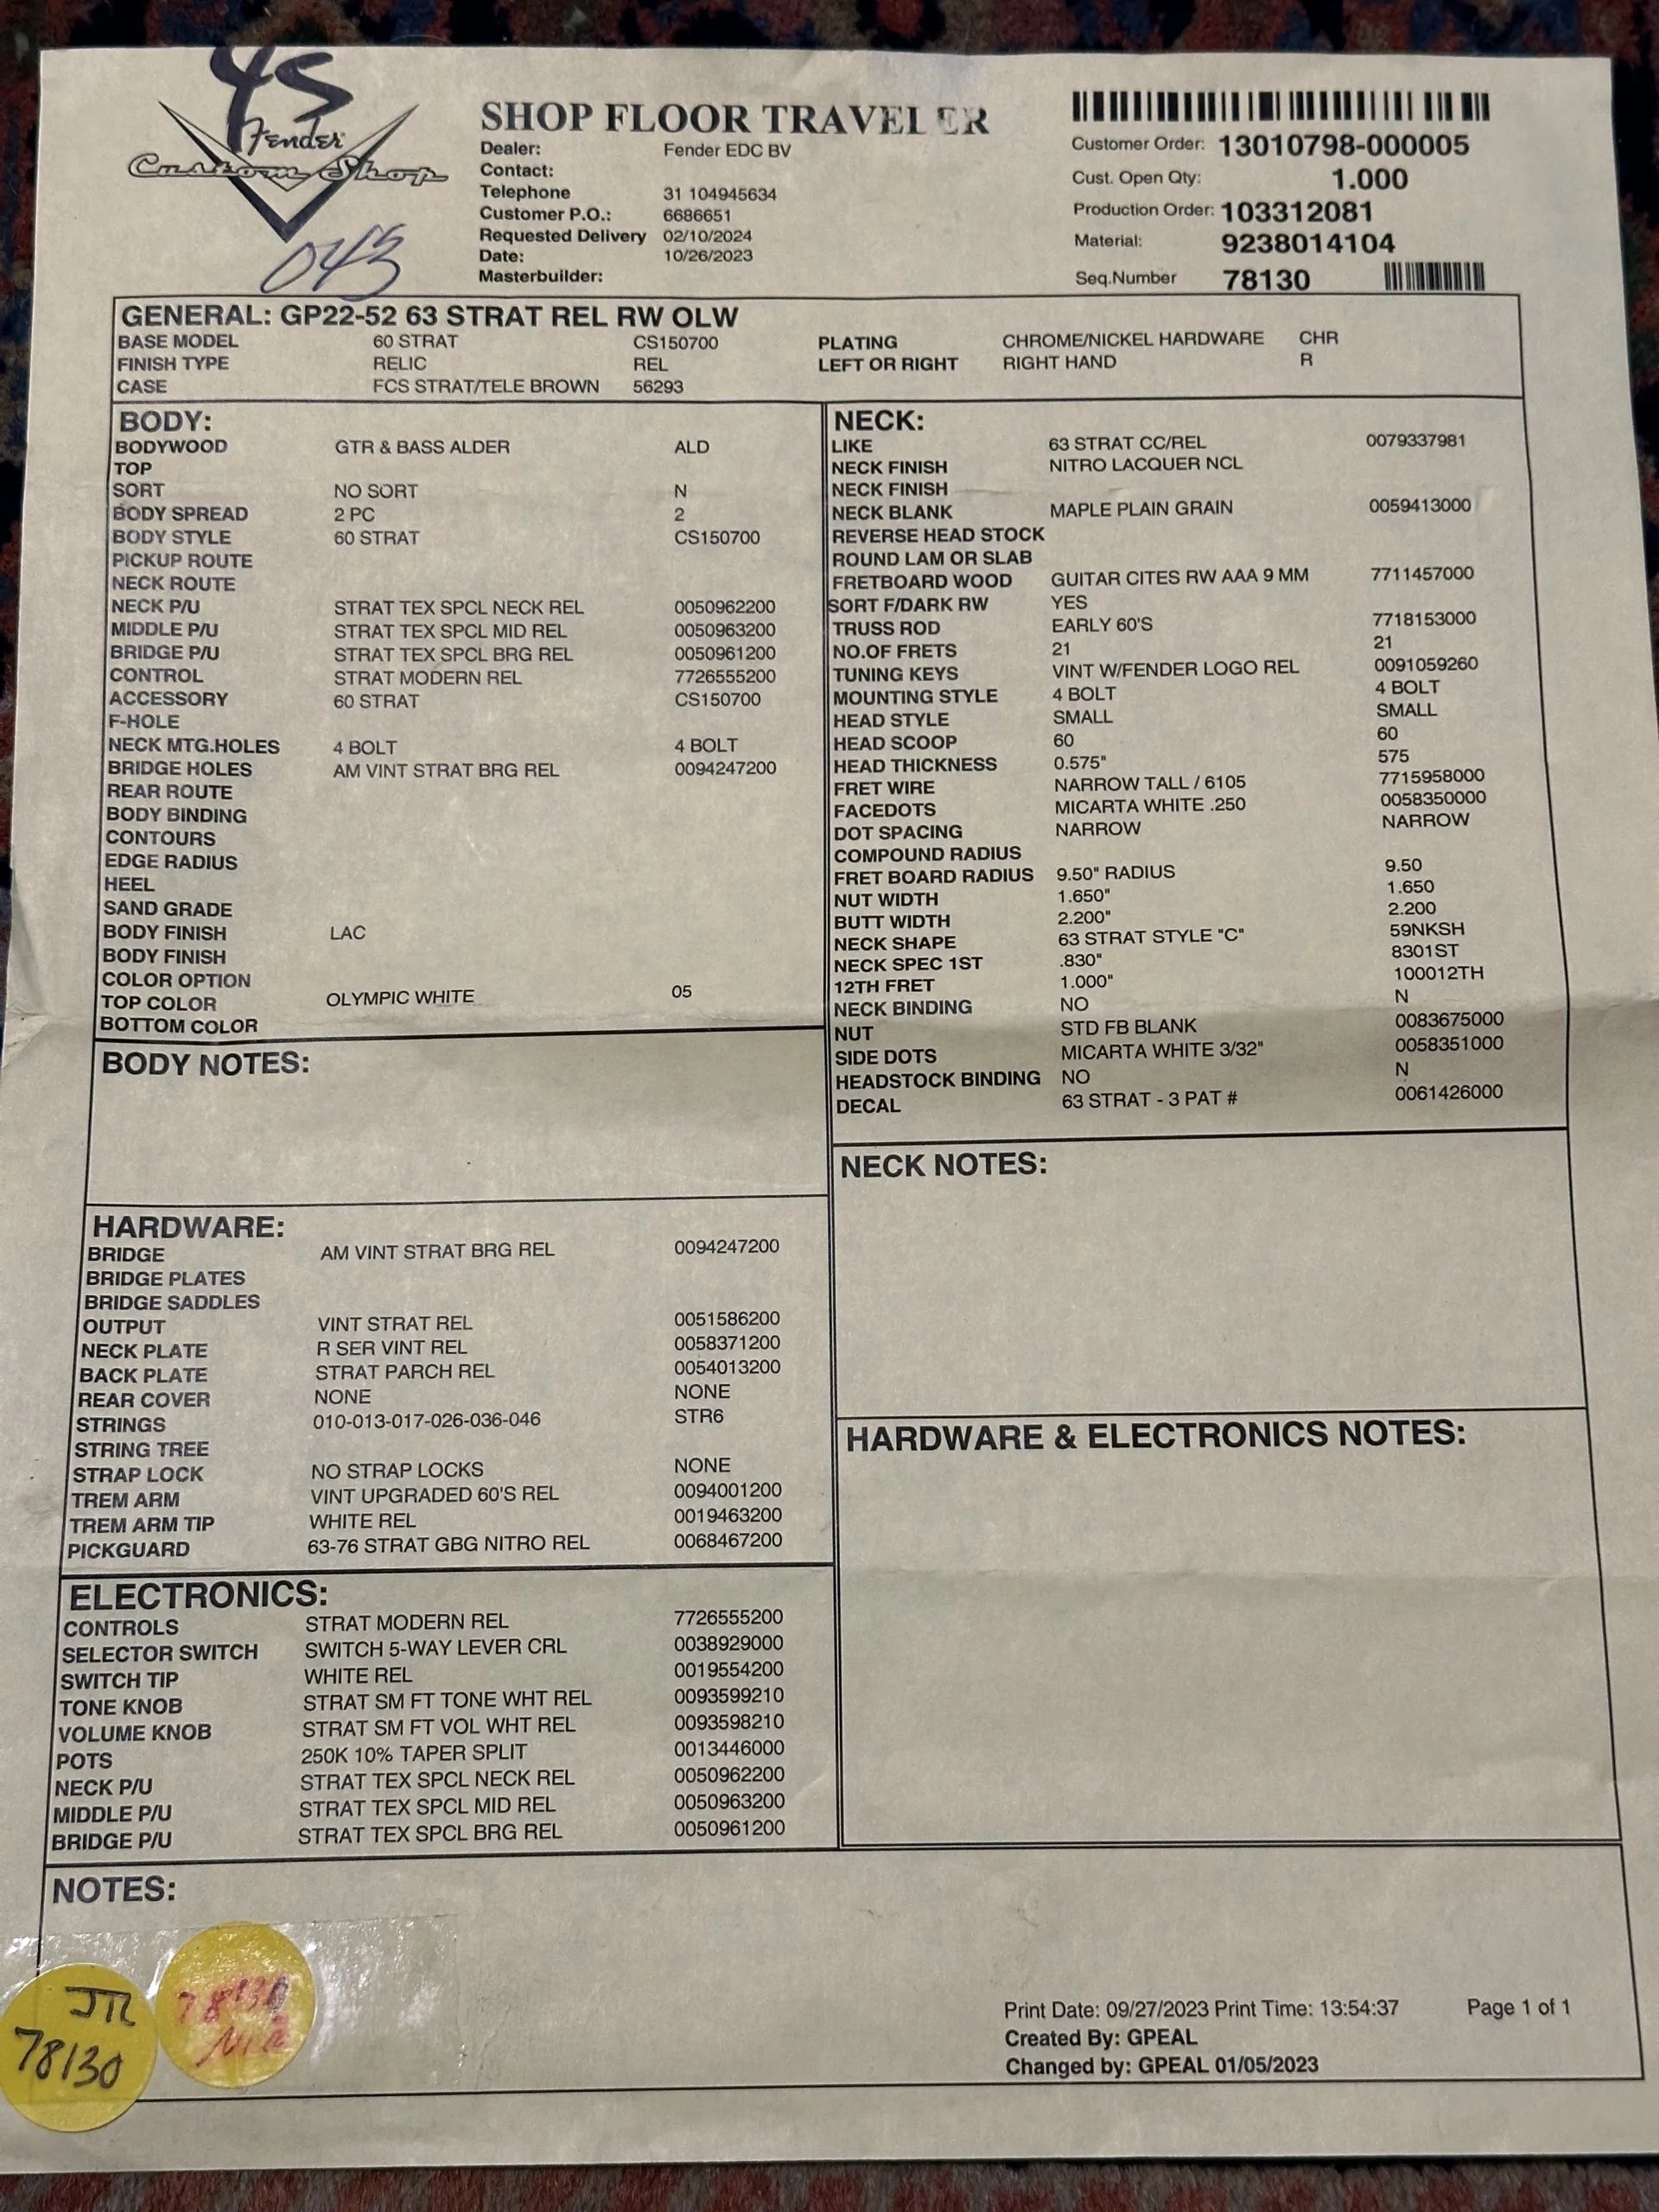 45
Fender
Custom Shop
045
SHOP FLOOR TRAVELER
Dealer: Fender EDC BV
Contact:
Telephone 31 104945634
Customer P.O.: 6686651
Requested Delivery 02/10/2024
Date: 10/26/2023
Masterbuilder:
Customer Order: 13010798-000005
Cust. Open Qty: 1.000
Production Order: 103312081
Material: 9238014104
Seq.Number 78130
GENERAL: GP22-52 63 STRAT REL RW OLW
BASE MODEL 60 STRAT CS150700 PLATING CHROME/NICKEL HARDWARE CHR
FINISH TYPE RELIC REL LEFT OR RIGHT RIGHT HAND R
CASE FCS STRAT/TELE BROWN 56293
BODY:
BODYWOOD GTR & BASS ALDER ALD
TOP
SORT NO SORT N
BODY SPREAD 2 PC 2
BODY STYLE 60 STRAT CS150700
PICKUP ROUTE
NECK ROUTE
NECK P/U STRAT TEX SPCL NECK REL 0050962200
MIDDLE P/U STRAT TEX SPCL MID REL 0050963200
BRIDGE P/U STRAT TEX SPCL BRG REL 0050961200
CONTROL STRAT MODERN REL 7726555200
ACCESSORY 60 STRAT CS150700
F-HOLE
NECK MTG.HOLES 4 BOLT 4 BOLT
BRIDGE HOLES AM VINT STRAT BRG REL 0094247200
REAR ROUTE
BODY BINDING
CONTOURS
EDGE RADIUS
HEEL
SAND GRADE
BODY FINISH LAC
BODY FINISH
COLOR OPTION
TOP COLOR OLYMPIC WHITE 05
BOTTOM COLOR
BODY NOTES:
NECK:
LIKE 63 STRAT CC/REL 0079337981
NECK FINISH NITRO LACQUER NCL
NECK FINISH
NECK BLANK MAPLE PLAIN GRAIN 0059413000
REVERSE HEAD STOCK
ROUND LAM OR SLAB
FRETBOARD WOOD GUITAR CITES RW AAA 9 MM 7711457000
SORT F/DARK RW YES
TRUSS ROD EARLY 60'S 7718153000
NO.OF FRETS 21 21
TUNING KEYS VINT W/FENDER LOGO REL 0091059260
MOUNTING STYLE 4 BOLT 4 BOLT
HEAD STYLE SMALL SMALL
HEAD SCOOP 60 60
HEAD THICKNESS 0.575" 575
FRET WIRE NARROW TALL / 6105 7715958000
FACEDOTS MICARTA WHITE .250 0058350000
DOT SPACING NARROW NARROW
COMPOUND RADIUS
FRET BOARD RADIUS 9.50" RADIUS 9.50
NUT WIDTH 1.650" 1.650
BUTT WIDTH 2.200" 2.200
NECK SHAPE 63 STRAT STYLE "C" 59NKSH
NECK SPEC 1ST .830" 8301ST
12TH FRET 1.000" 100012TH
NECK BINDING NO N
NUT STD FB BLANK 0083675000
SIDE DOTS MICARTA WHITE 3/32" 0058351000
HEADSTOCK BINDING NO N
DECAL 63 STRAT - 3 PAT # 0061426000
NECK NOTES:
HARDWARE:
BRIDGE AM VINT STRAT BRG REL 0094247200
BRIDGE PLATES
BRIDGE SADDLES
OUTPUT VINT STRAT REL 0051586200
NECK PLATE R SER VINT REL 0058371200
BACK PLATE STRAT PARCH REL 0054013200
REAR COVER NONE NONE
STRINGS 010-013-017-026-036-046 STR6
STRING TREE
STRAP LOCK NO STRAP LOCKS NONE
TREM ARM VINT UPGRADED 60'S REL 0094001200
TREM ARM TIP WHITE REL 0019463200
PICKGUARD 63-76 STRAT GBG NITRO REL 0068467200
HARDWARE & ELECTRONICS NOTES:
ELECTRONICS:
CONTROLS STRAT MODERN REL 7726555200
SELECTOR SWITCH SWITCH 5-WAY LEVER CRL 0038929000
SWITCH TIP WHITE REL 0019554200
TONE KNOB STRAT SM FT TONE WHT REL 0093599210
VOLUME KNOB STRAT SM FT VOL WHT REL 0093598210
POTS 250K 10% TAPER SPLIT 0013446000
NECK P/U STRAT TEX SPCL NECK REL 0050962200
MIDDLE P/U STRAT TEX SPCL MID REL 0050963200
BRIDGE P/U STRAT TEX SPCL BRG REL 0050961200
NOTES:
78130
78130
Print Date: 09/27/2023 Print Time: 13:54:37 Page 1 of 1
Created By: GPEAL
Changed by: GPEAL 01/05/2023